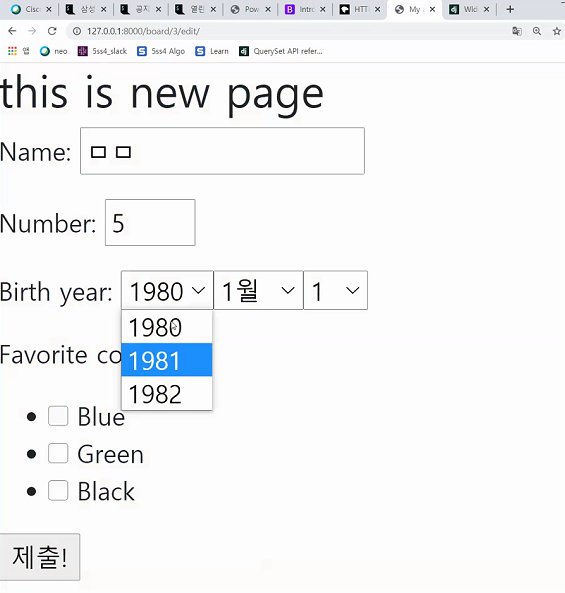 Cisc
삼성
공지
열린
Pow
Intro
HTT
My
Wid
127.0.0.1:8000/board/3/edit/
앱 neo 5ss4_slack 5ss4 Algo Learn QuerySet API refer...
this is new page
Name: ㅁㅁ
Number: 5
Birth year: 1980 1월 1
1980
Favorite co
1981
1982
Blue
Green
Black
제출!